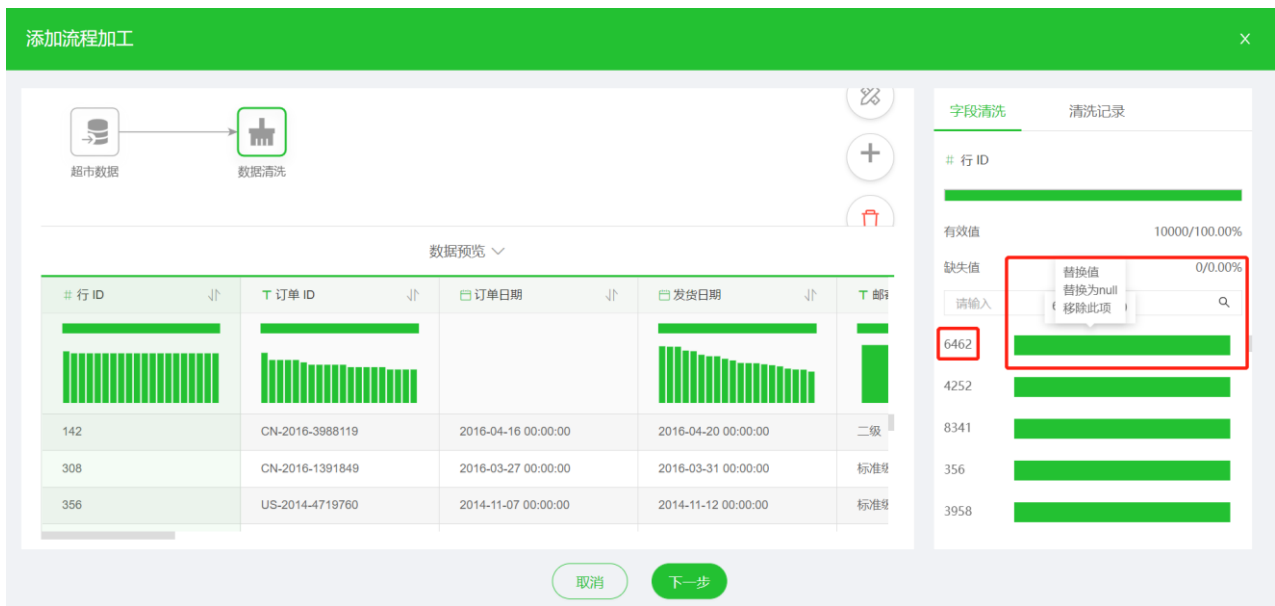 添加流程加工
超市数据
数据清洗
数据预览
# 行 ID
T 订单 ID
订单日期
发货日期
T
142
CN-2016-3988119
2016-04-16 00:00:00
2016-04-20 00:00:00
二级
308
CN-2016-1391849
2016-03-27 00:00:00
2016-03-31 00:00:00
标准级
356
US-2014-4719760
2014-11-07 00:00:00
2014-11-12 00:00:00
标准级
字段清洗
清洗记录
# 行 ID
有效值
10000/100.00%
缺失值
0/0.00%
替换值
替换为null
移除此项
请输入
6462
4252
8341
356
3958
取消
下一步